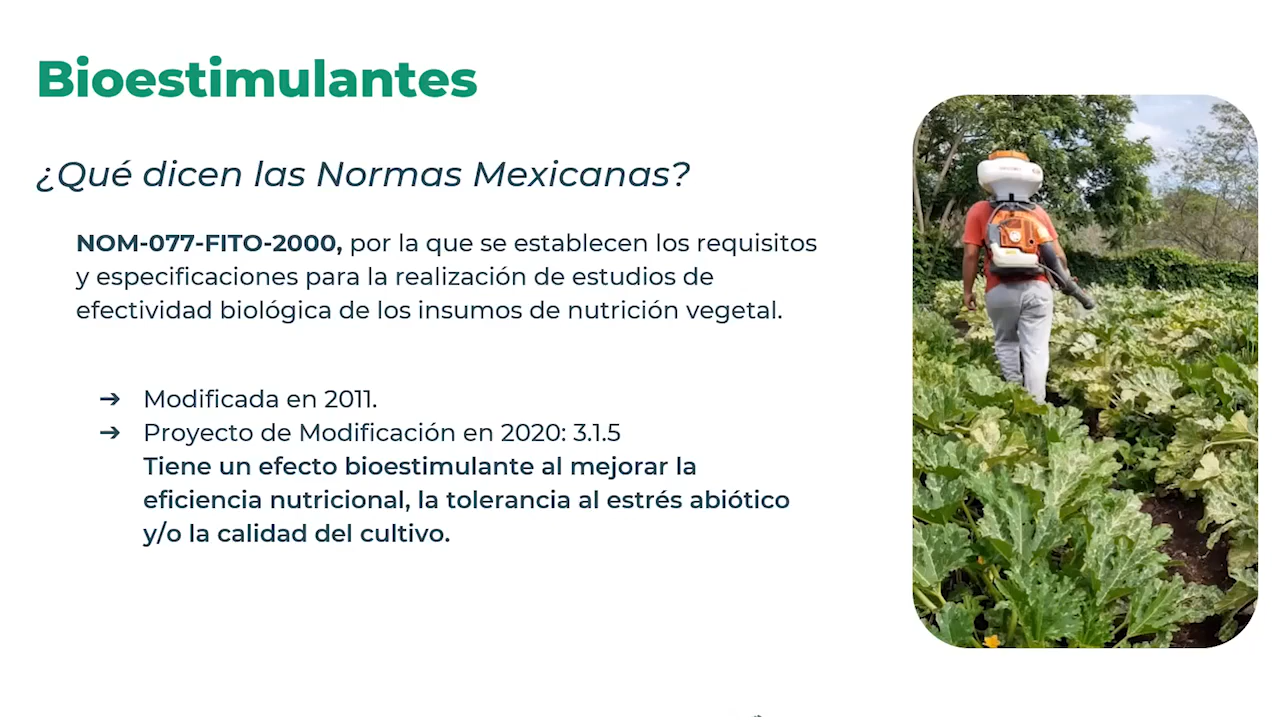 Bioestimulantes
¿Qué dicen las Normas Mexicanas?
NOM-077-FITO-2000, por la que se establecen los requisitos
y especificaciones para la realización de estudios de
efectividad biológica de los insumos de nutrición vegetal.
➔ Modificada en 2011.
➔ Proyecto de Modificación en 2020: 3.1.5
Tiene un efecto bioestimulante al mejorar la
eficiencia nutricional, la tolerancia al estrés abiótico
y/o la calidad del cultivo.